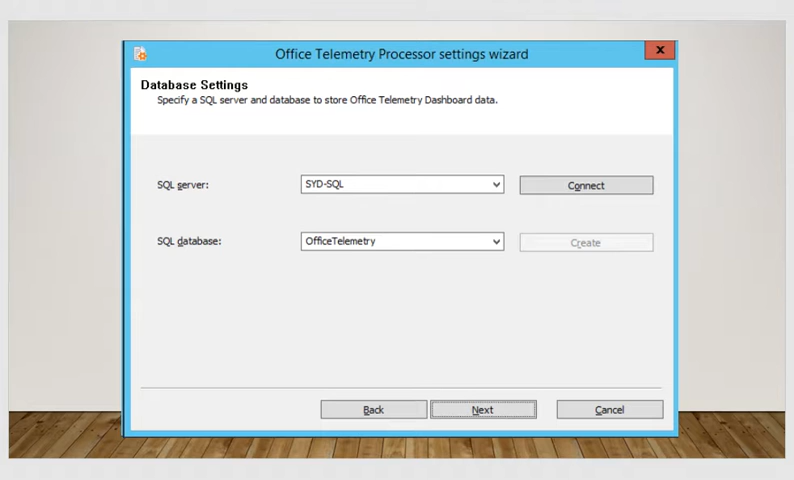 Office Telemetry Processor settings wizard
x
Database Settings
Specify a SQL server and database to store Office Telemetry Dashboard data.
SQL server:
SYD-SQL
Connect
SQL database:
OfficeTelemetry
Create
Back
Next
Cancel